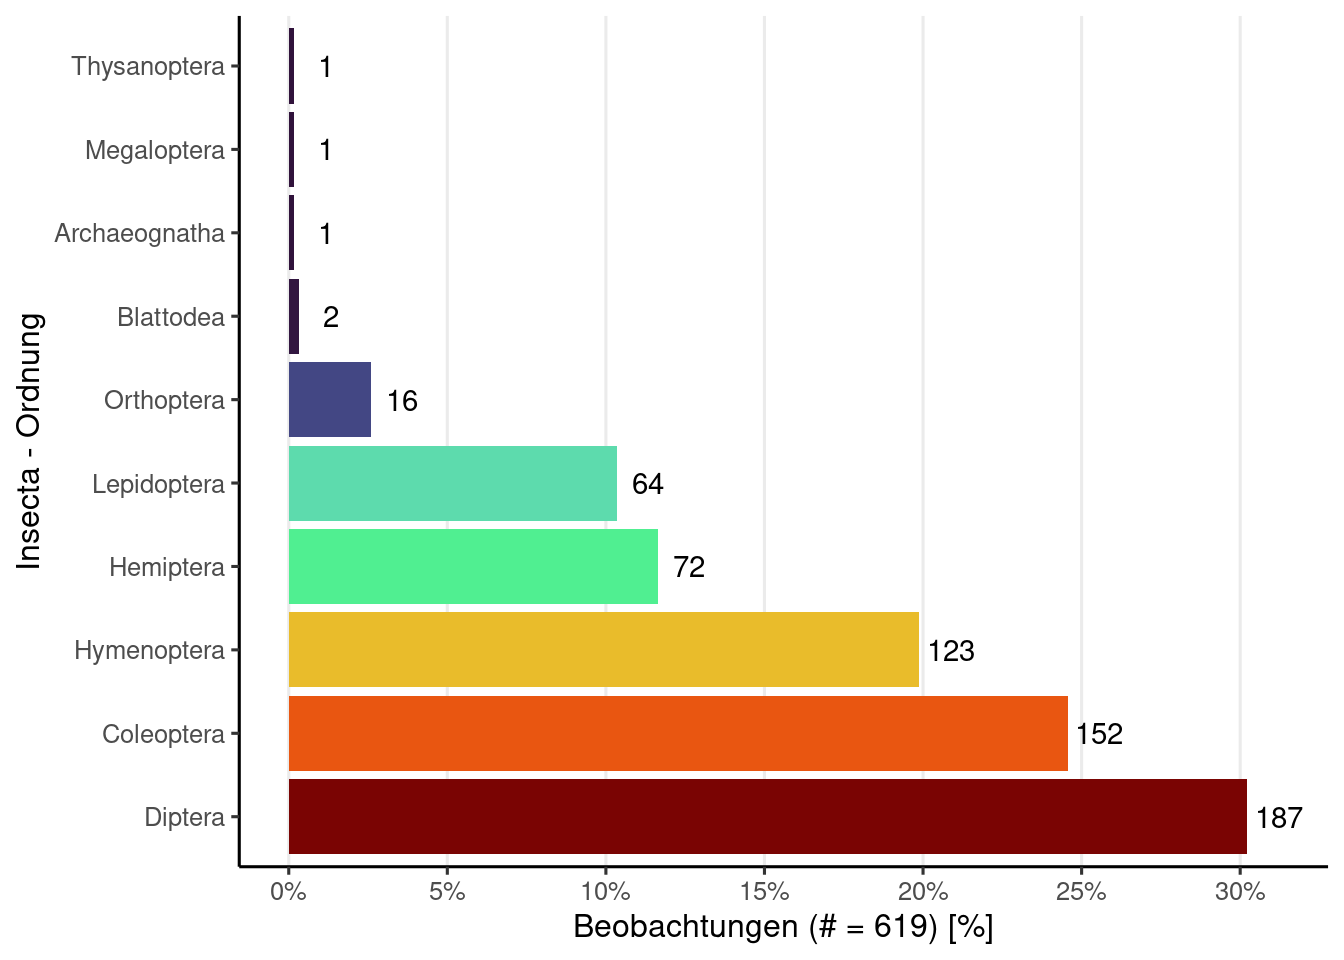 Insecta - Ordnung
Thysanoptera 1
Megaloptera 1
Archaeognatha 1
Blattodea 2
Orthoptera 16
Lepidoptera 64
Hemiptera 72
Hymenoptera 123
Coleoptera 152
Diptera 187
0% 5% 10% 15% 20% 25% 30%
Beobachtungen (# = 619) [%]